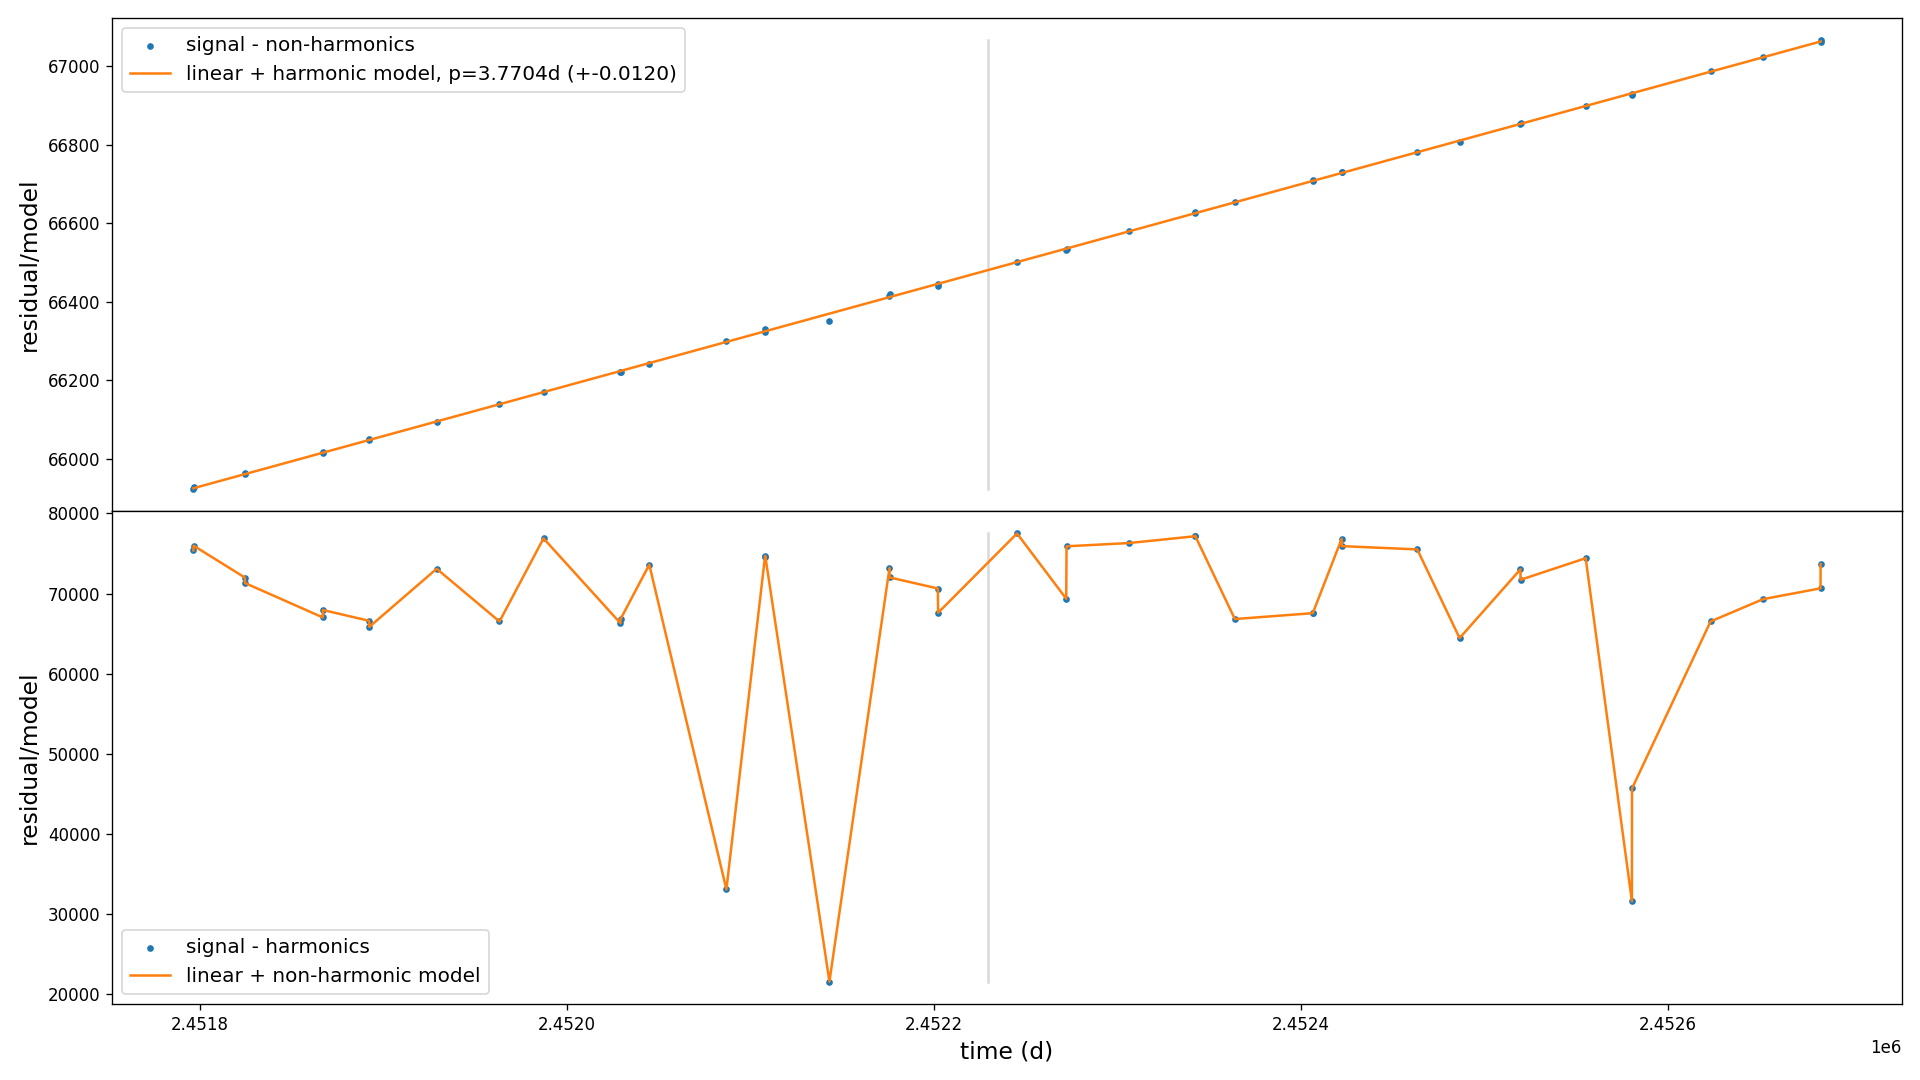 signal - non-harmonics
linear + harmonic model, p=3.7704d (+-0.0120)
67000
66800
66600
66400
66200
66000
residual/model
80000
70000
60000
50000
40000
30000
20000
residual/model
signal - harmonics
linear + non-harmonic model
2.4518
2.4520
2.4522
2.4524
2.4526
1e6
time (d)